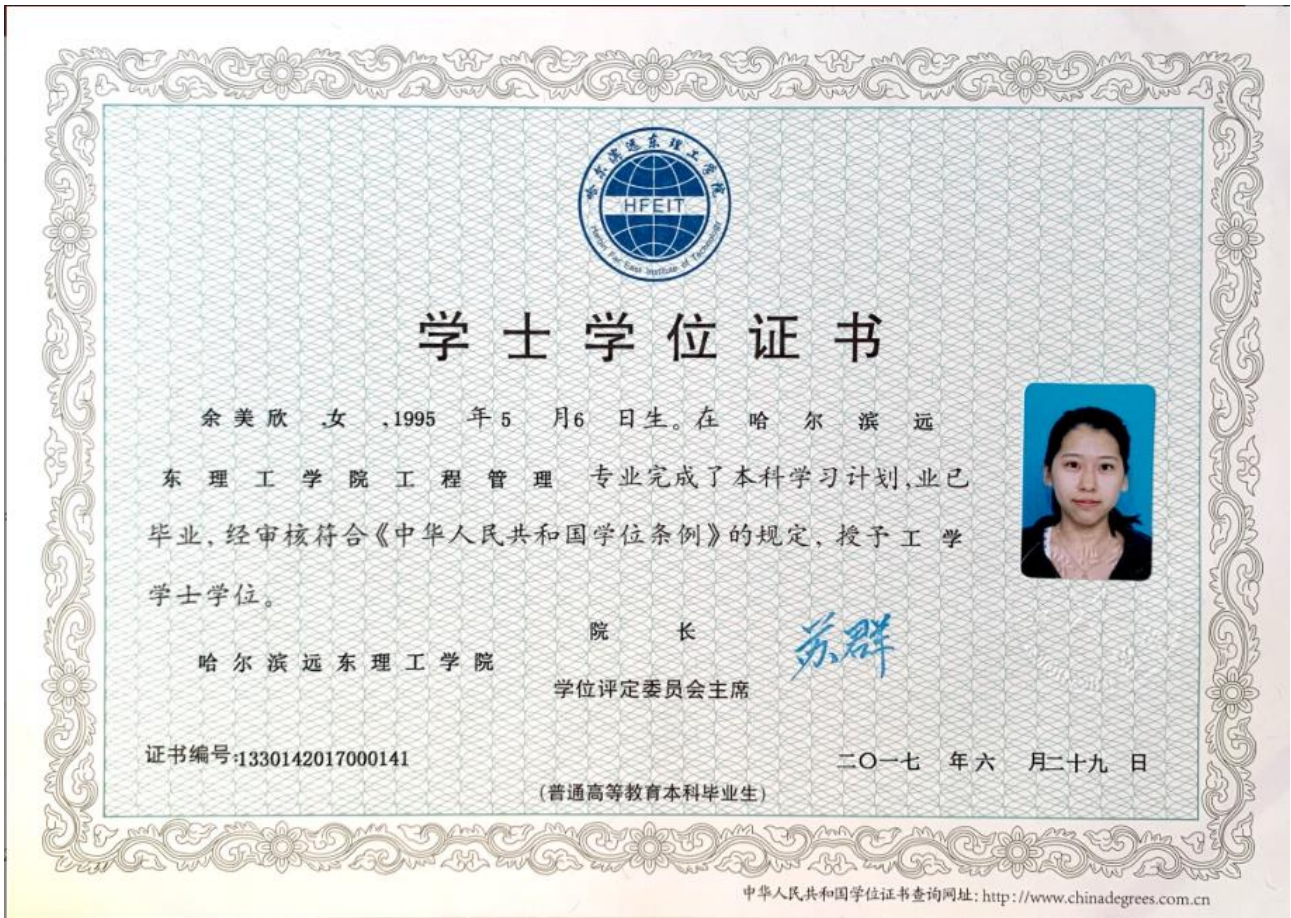 哈尔滨远东理工学院
HFEIT
Harbin Far East Institute of Technology
学士学位证书
余美欣 ,女 ,1995 年 5 月6 日生。在 哈 尔 滨 远
东 理 工 学 院 工 程 管 理 专业完成了本科学习计划,业已
毕业, 经审核符合《中华人民共和国学位条例》的规定, 授予 工 学
学士学位。
院 长 苏群
哈尔滨远东理工学院
学位评定委员会主席
证书编号:1330142017000141
二〇一七 年 六 月二十九 日
(普通高等教育本科毕业生)
中华人民共和国学位证书查询网址: http://www.chinadegrees.com.cn